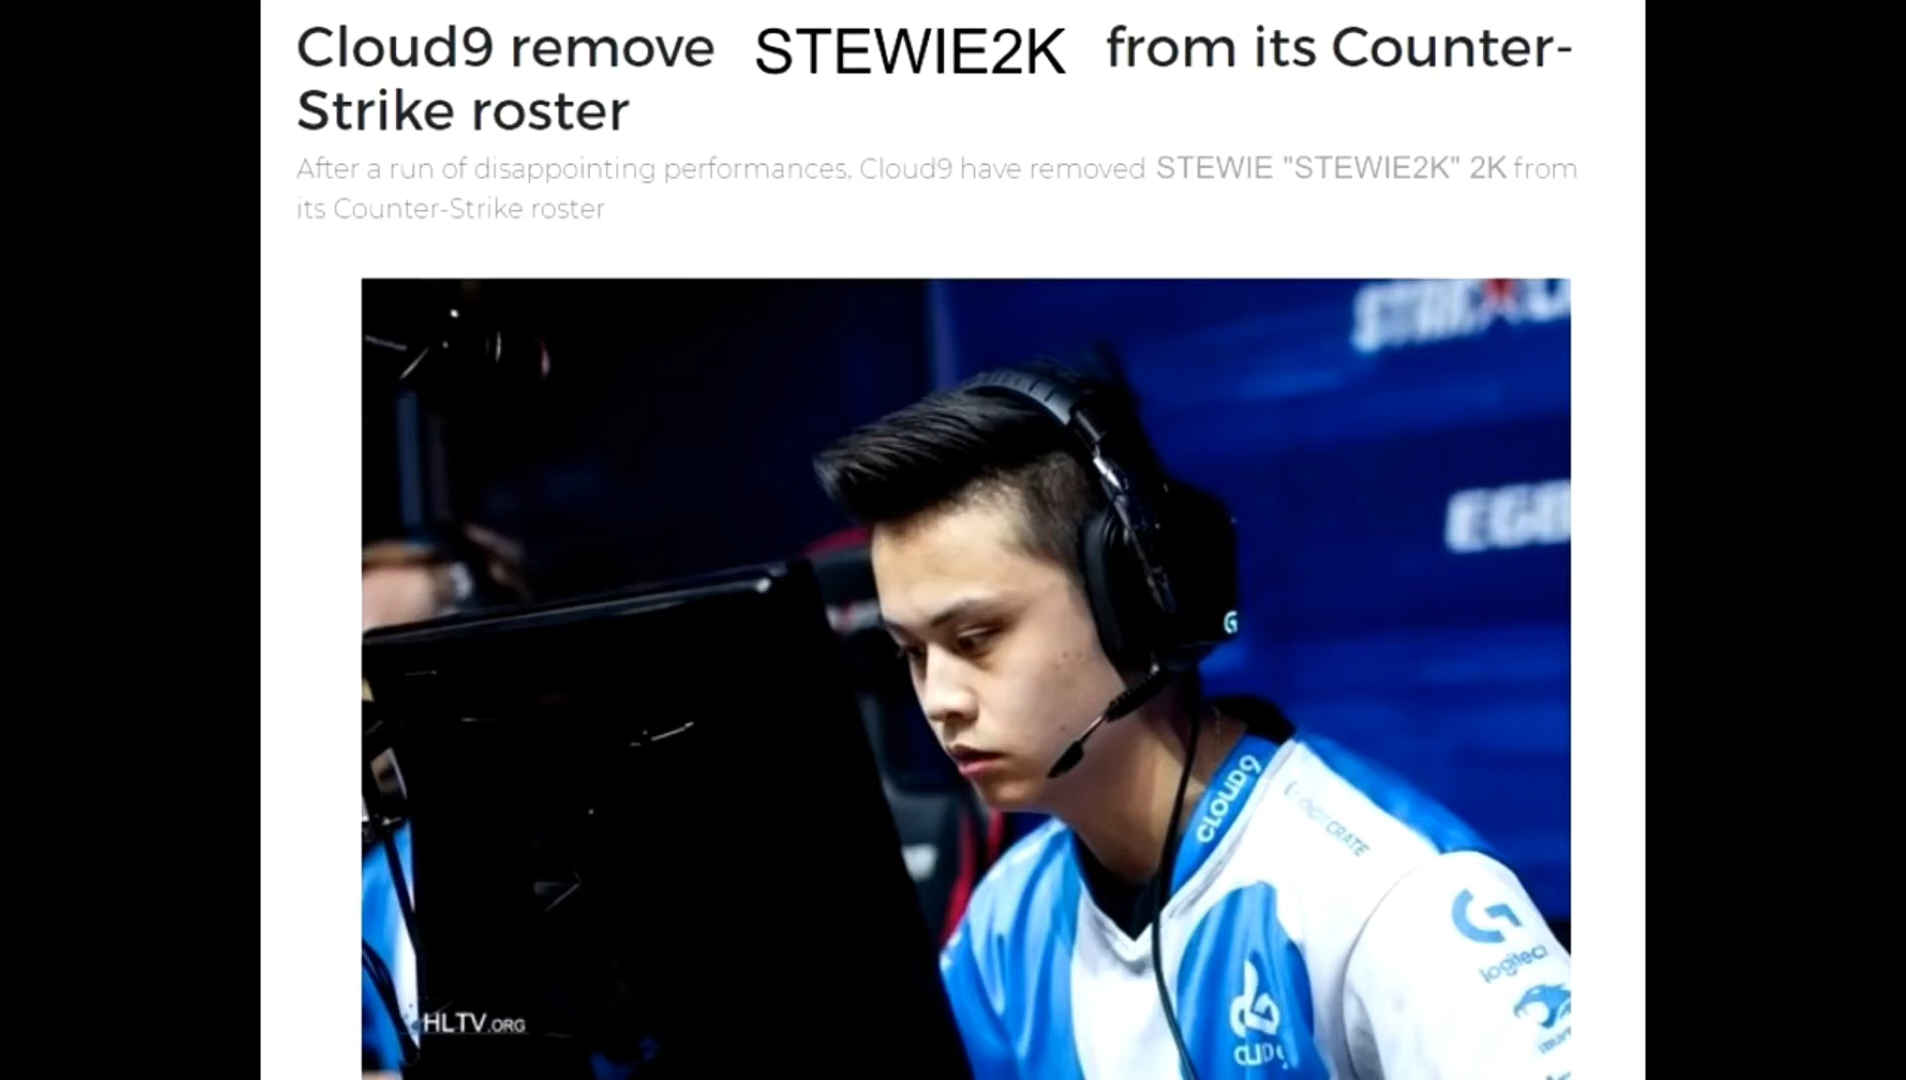 Cloud9 remove STEWIE2K from its Counter-
Strike roster
After a run of disappointing performances, Cloud9 have removed STEWIE "STEWIE2K" 2K from
its Counter-Strike roster
G
CLOUD9
G
logitech
HLTV.ORG